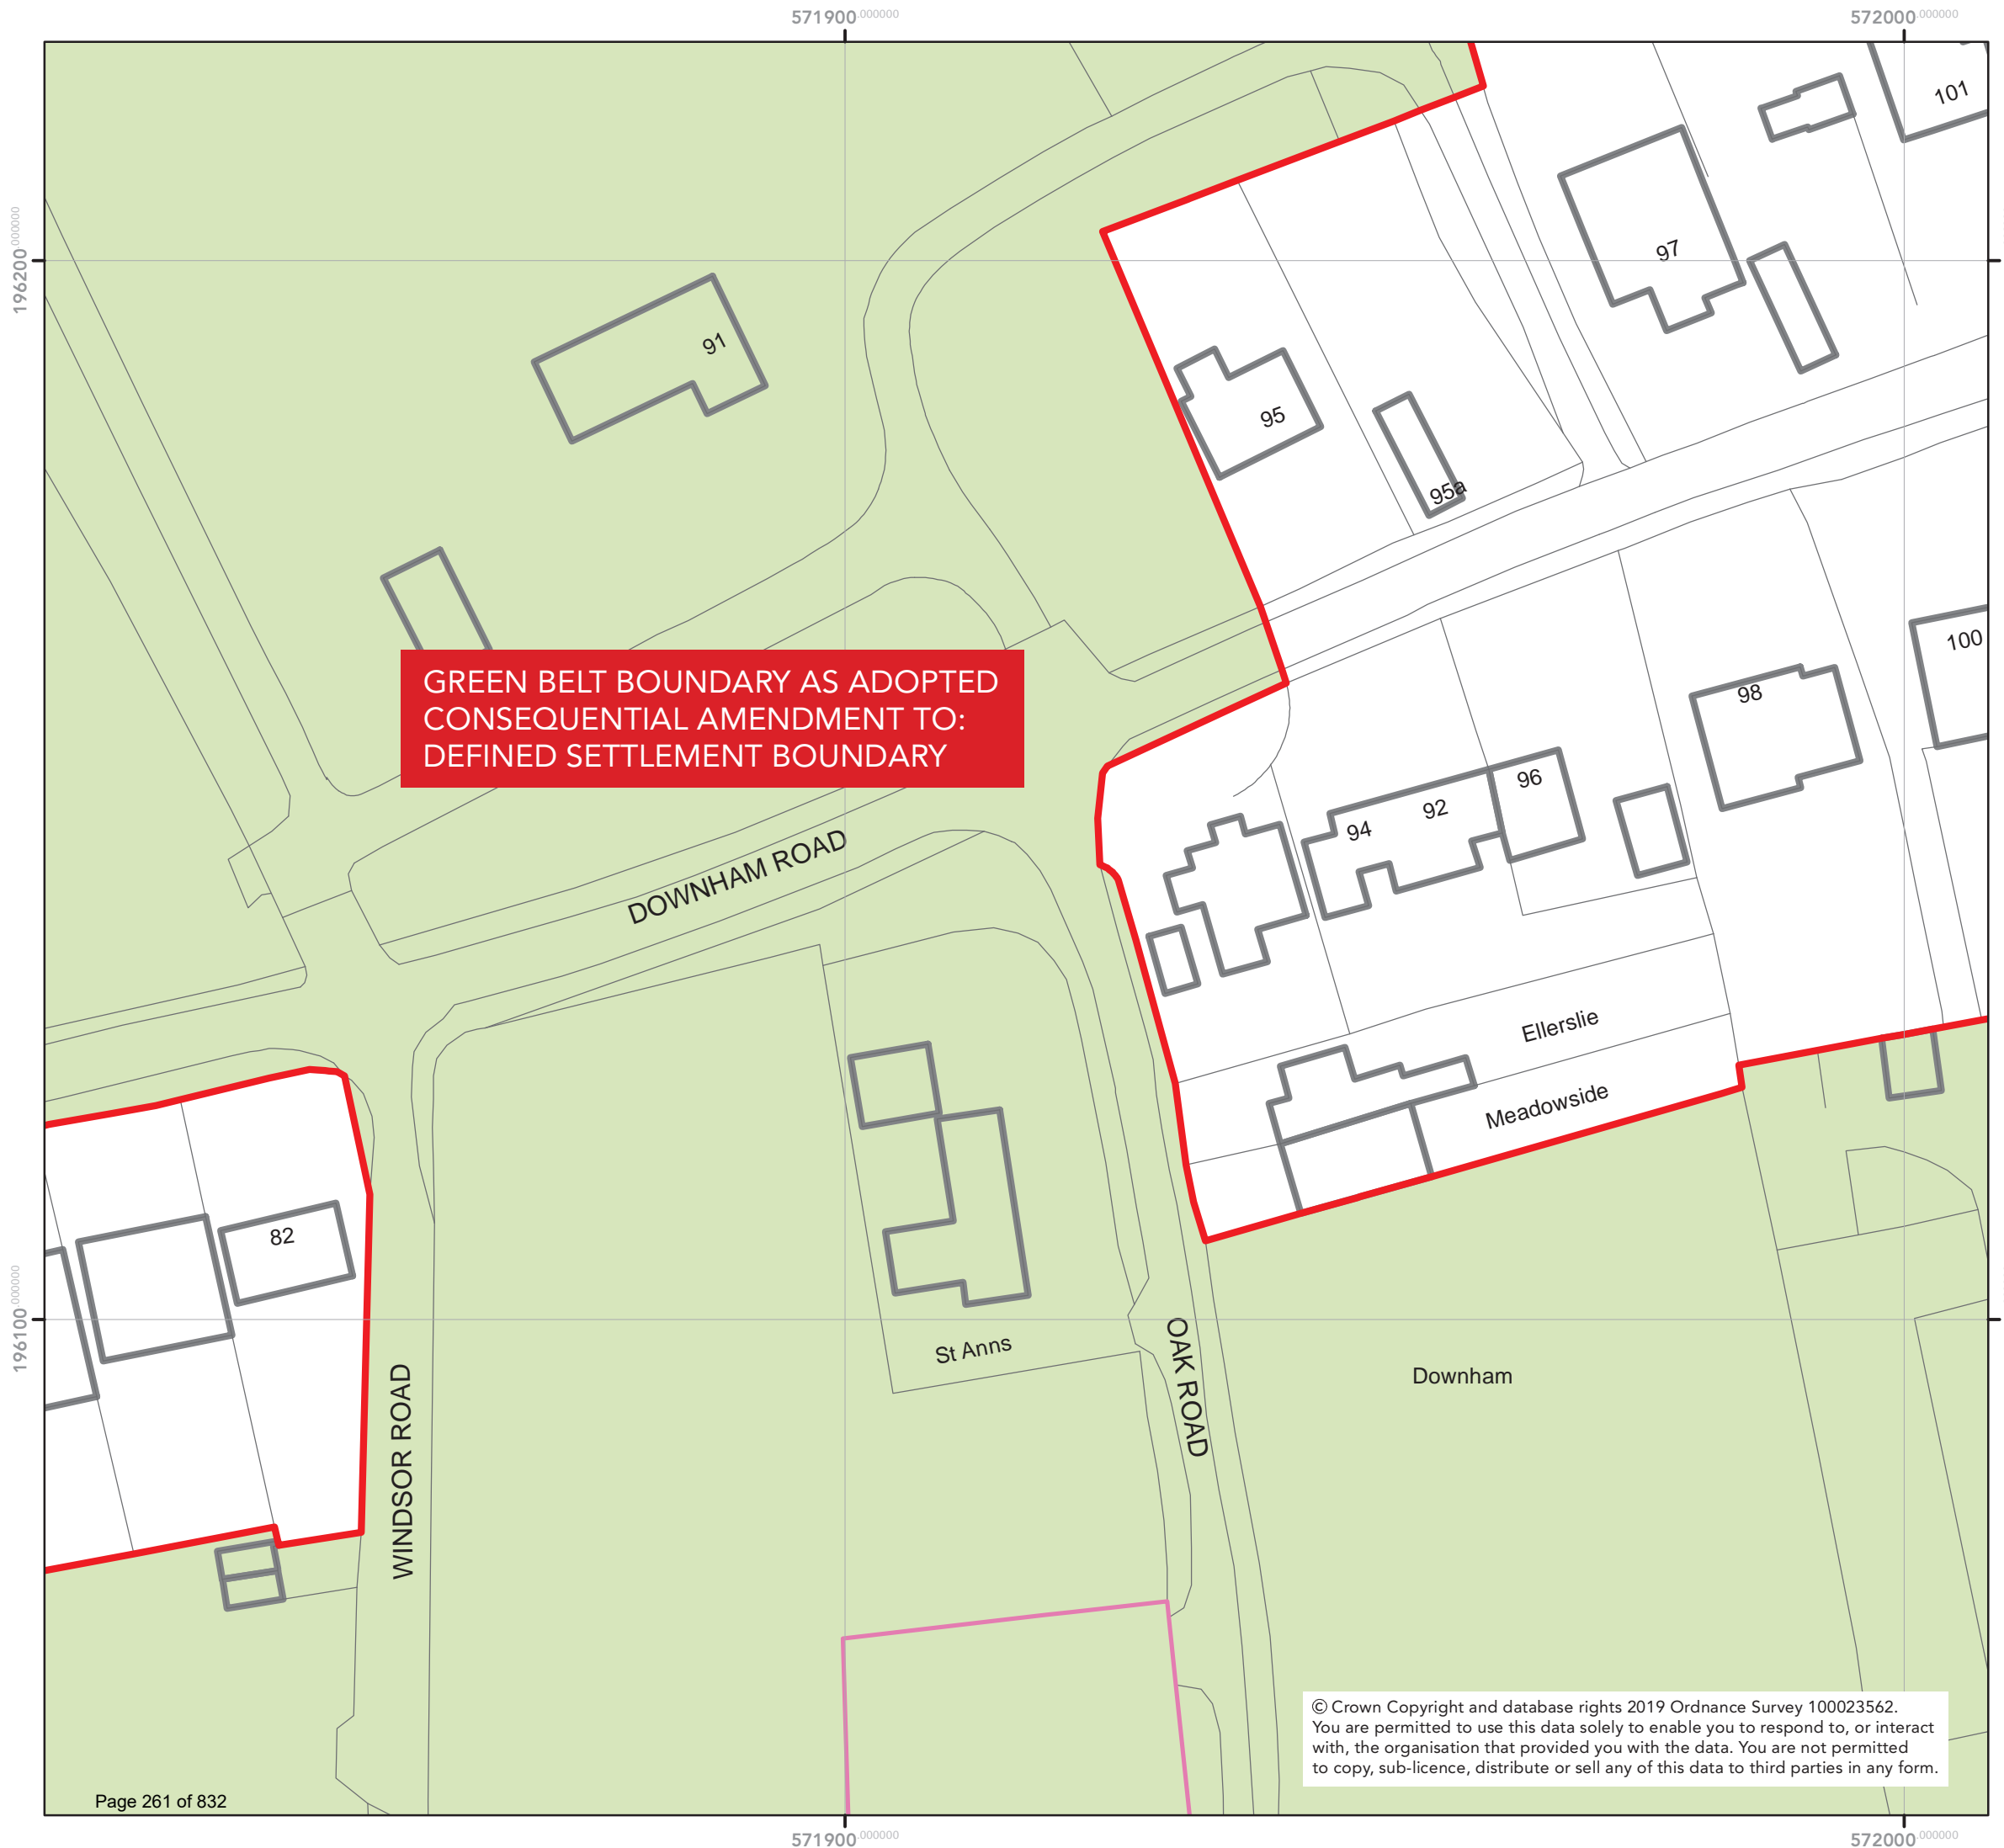 571900.000000
572000.000000
101
97
196200.000000
91
95
95a
100
GREEN BELT BOUNDARY AS ADOPTED
CONSEQUENTIAL AMENDMENT TO:
DEFINED SETTLEMENT BOUNDARY
98
96
92
94
DOWNHAM ROAD
Ellerslie
Meadowside
82
196100.000000
St Anns
OAK ROAD
Downham
WINDSOR ROAD
© Crown Copyright and database rights 2019 Ordnance Survey 100023562.
You are permitted to use this data solely to enable you to respond to, or interact
with, the organisation that provided you with the data. You are not permitted
to copy, sub-licence, distribute or sell any of this data to third parties in any form.
Page 261 of 832
571900.000000
572000.000000